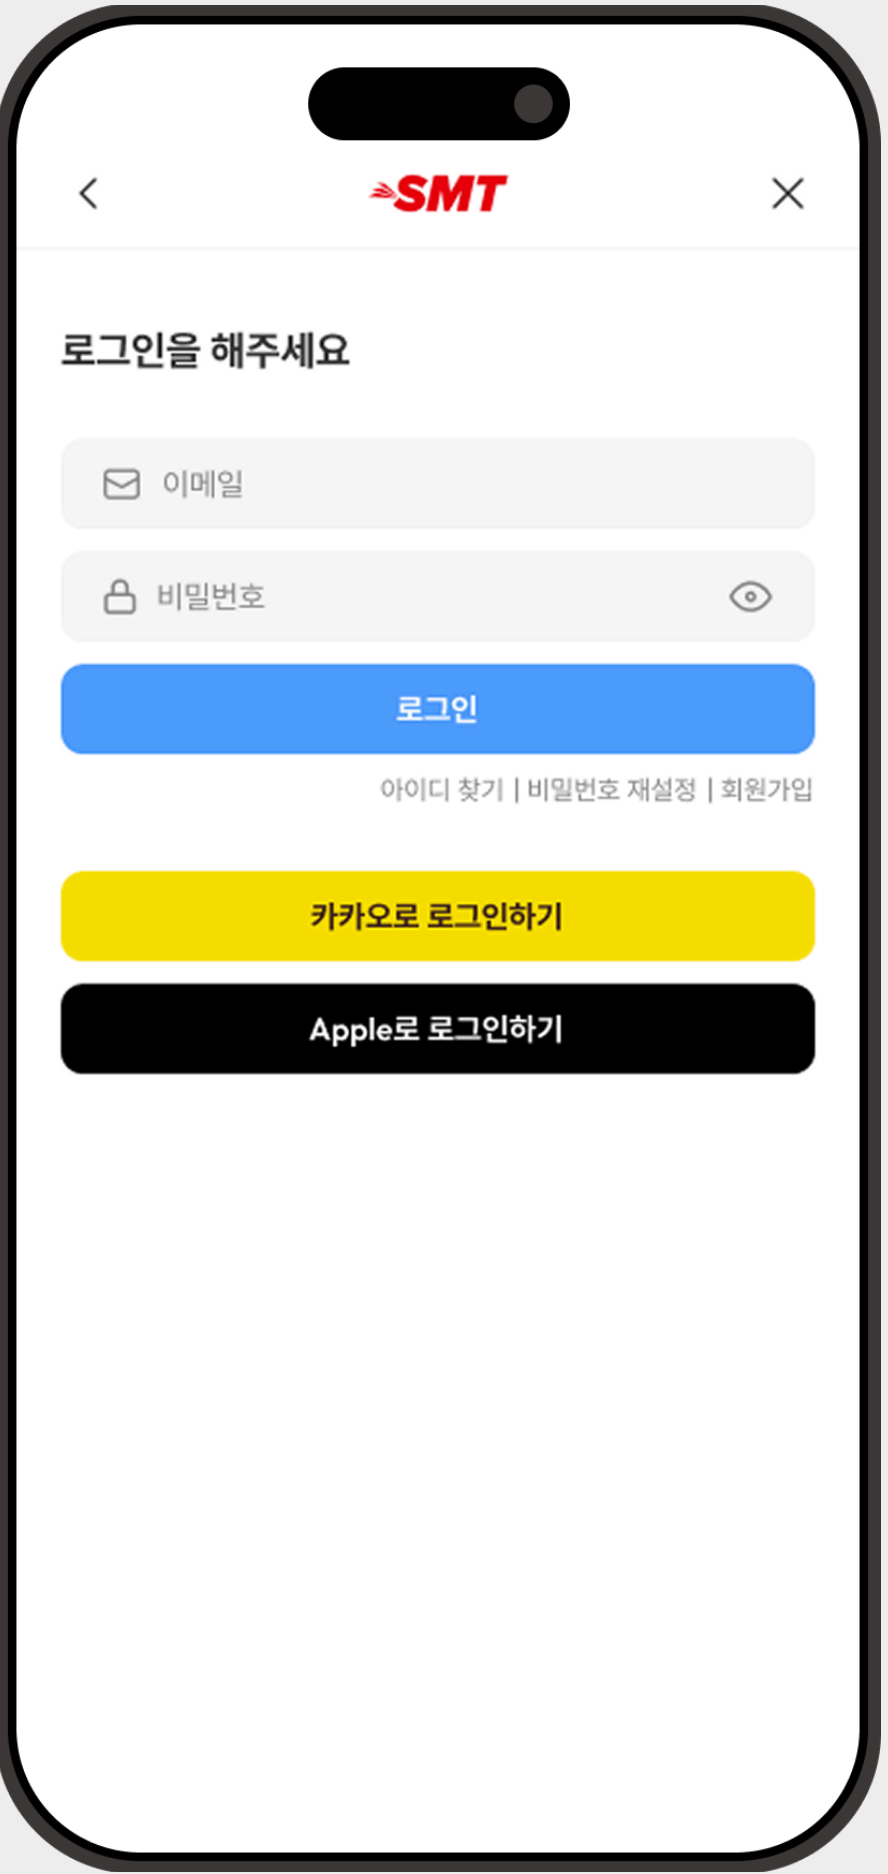 SMT
로그인을 해주세요
이메일
비밀번호
로그인
아이디 찾기 | 비밀번호 재설정 | 회원가입
카카오로 로그인하기
Apple로 로그인하기